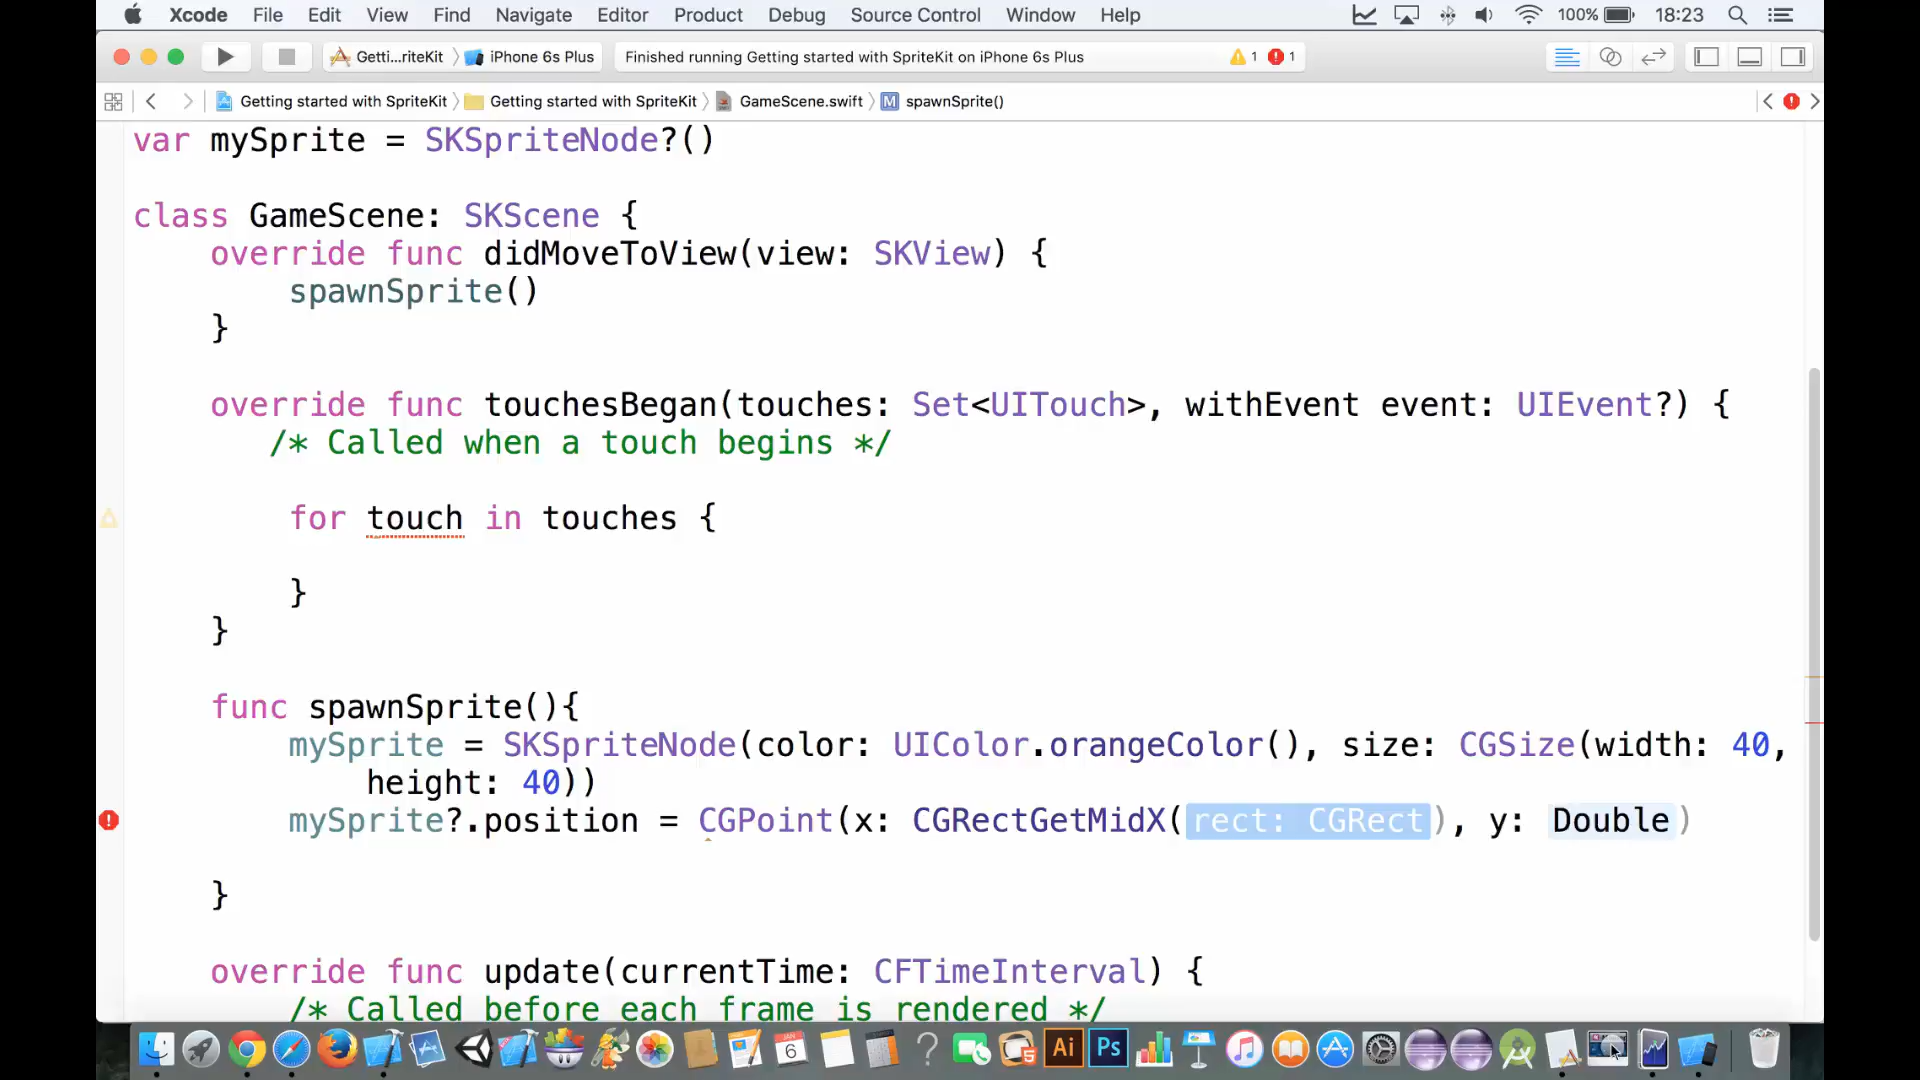 Xcode File Edit View Find Navigate Editor Product Debug Source Control Window Help 100% 18:23
Getti...riteKit iPhone 6s Plus Finished running Getting started with SpriteKit on iPhone 6s Plus 1 1
Getting started with SpriteKit Getting started with SpriteKit GameScene.swift M spawnSprite()
var mySprite = SKSpriteNode?()
class GameScene: SKScene {
override func didMoveToView(view: SKView) {
spawnSprite()
}
override func touchesBegan(touches: Set<UITouch>, withEvent event: UIEvent?) {
/* Called when a touch begins */
for touch in touches {
}
}
func spawnSprite(){
mySprite = SKSpriteNode(color: UIColor.orangeColor(), size: CGSize(width: 40,
height: 40))
mySprite?.position = CGPoint(x: CGRectGetMidX(rect: CGRect), y: Double)
}
override func update(currentTime: CFTimeInterval) {
/* Called before each frame is rendered */
JAN 6 ? 5 Ai Ps